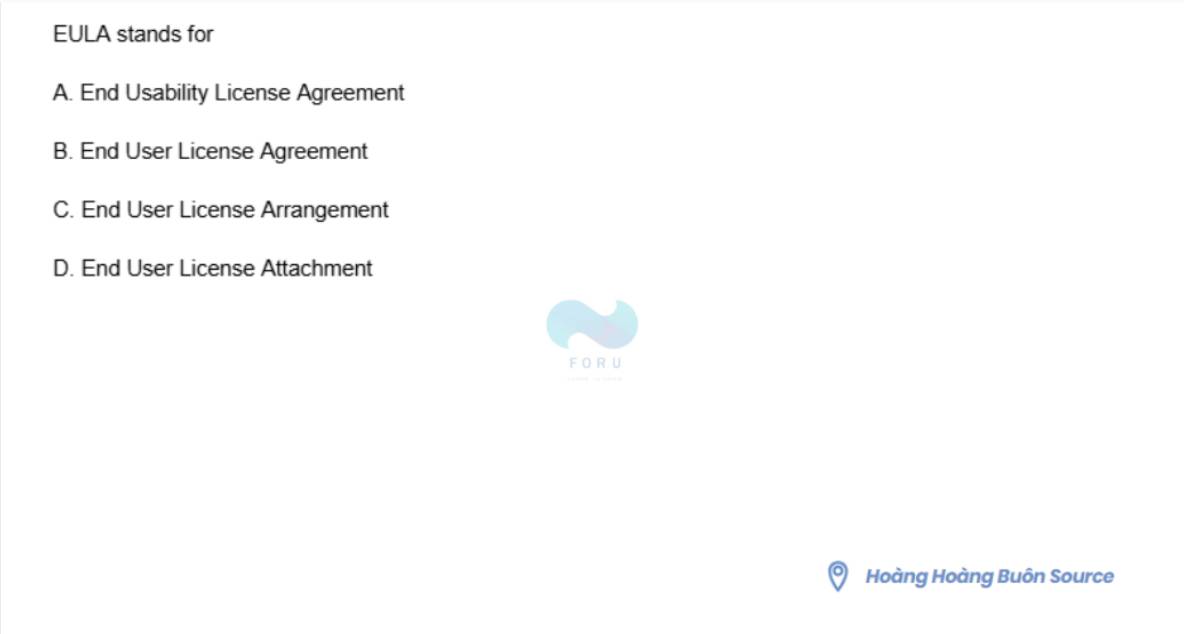 EULA stands for
A. End Usability License Agreement
B. End User License Agreement
C. End User License Arrangement
D. End User License Attachment
FORU
Hoàng Hoàng Buôn Source